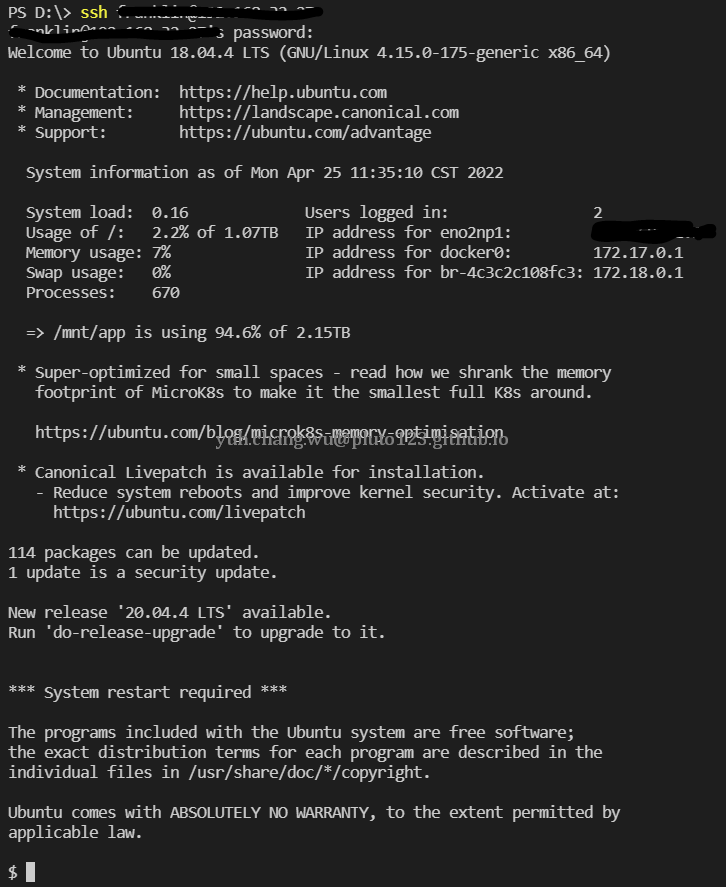 PS D:\> ssh
password:
Welcome to Ubuntu 18.04.4 LTS (GNU/Linux 4.15.0-175-generic x86_64)
* Documentation:  https://help.ubuntu.com
* Management:     https://landscape.canonical.com
* Support:        https://ubuntu.com/advantage
System information as of Mon Apr 25 11:35:10 CST 2022
System load:  0.16               Users logged in:                2
Usage of /:   2.2% of 1.07TB   IP address for eno2np1:
Memory usage: 7%               IP address for docker0:         172.17.0.1
Swap usage:   0%               IP address for br-4c3c2c108fc3: 172.18.0.1
Processes:    670
=> /mnt/app is using 94.6% of 2.15TB
* Super-optimized for small spaces - read how we shrank the memory
footprint of MicroK8s to make it the smallest full K8s around.
https://ubuntu.com/blog/microk8s-memory-optimisation
yuh.chang.wu@pluto123.github.io
* Canonical Livepatch is available for installation.
- Reduce system reboots and improve kernel security. Activate at:
https://ubuntu.com/livepatch
114 packages can be updated.
1 update is a security update.
New release '20.04.4 LTS' available.
Run 'do-release-upgrade' to upgrade to it.
*** System restart required ***
The programs included with the Ubuntu system are free software;
the exact distribution terms for each program are described in the
individual files in /usr/share/doc/*/copyright.
Ubuntu comes with ABSOLUTELY NO WARRANTY, to the extent permitted by
applicable law.
$